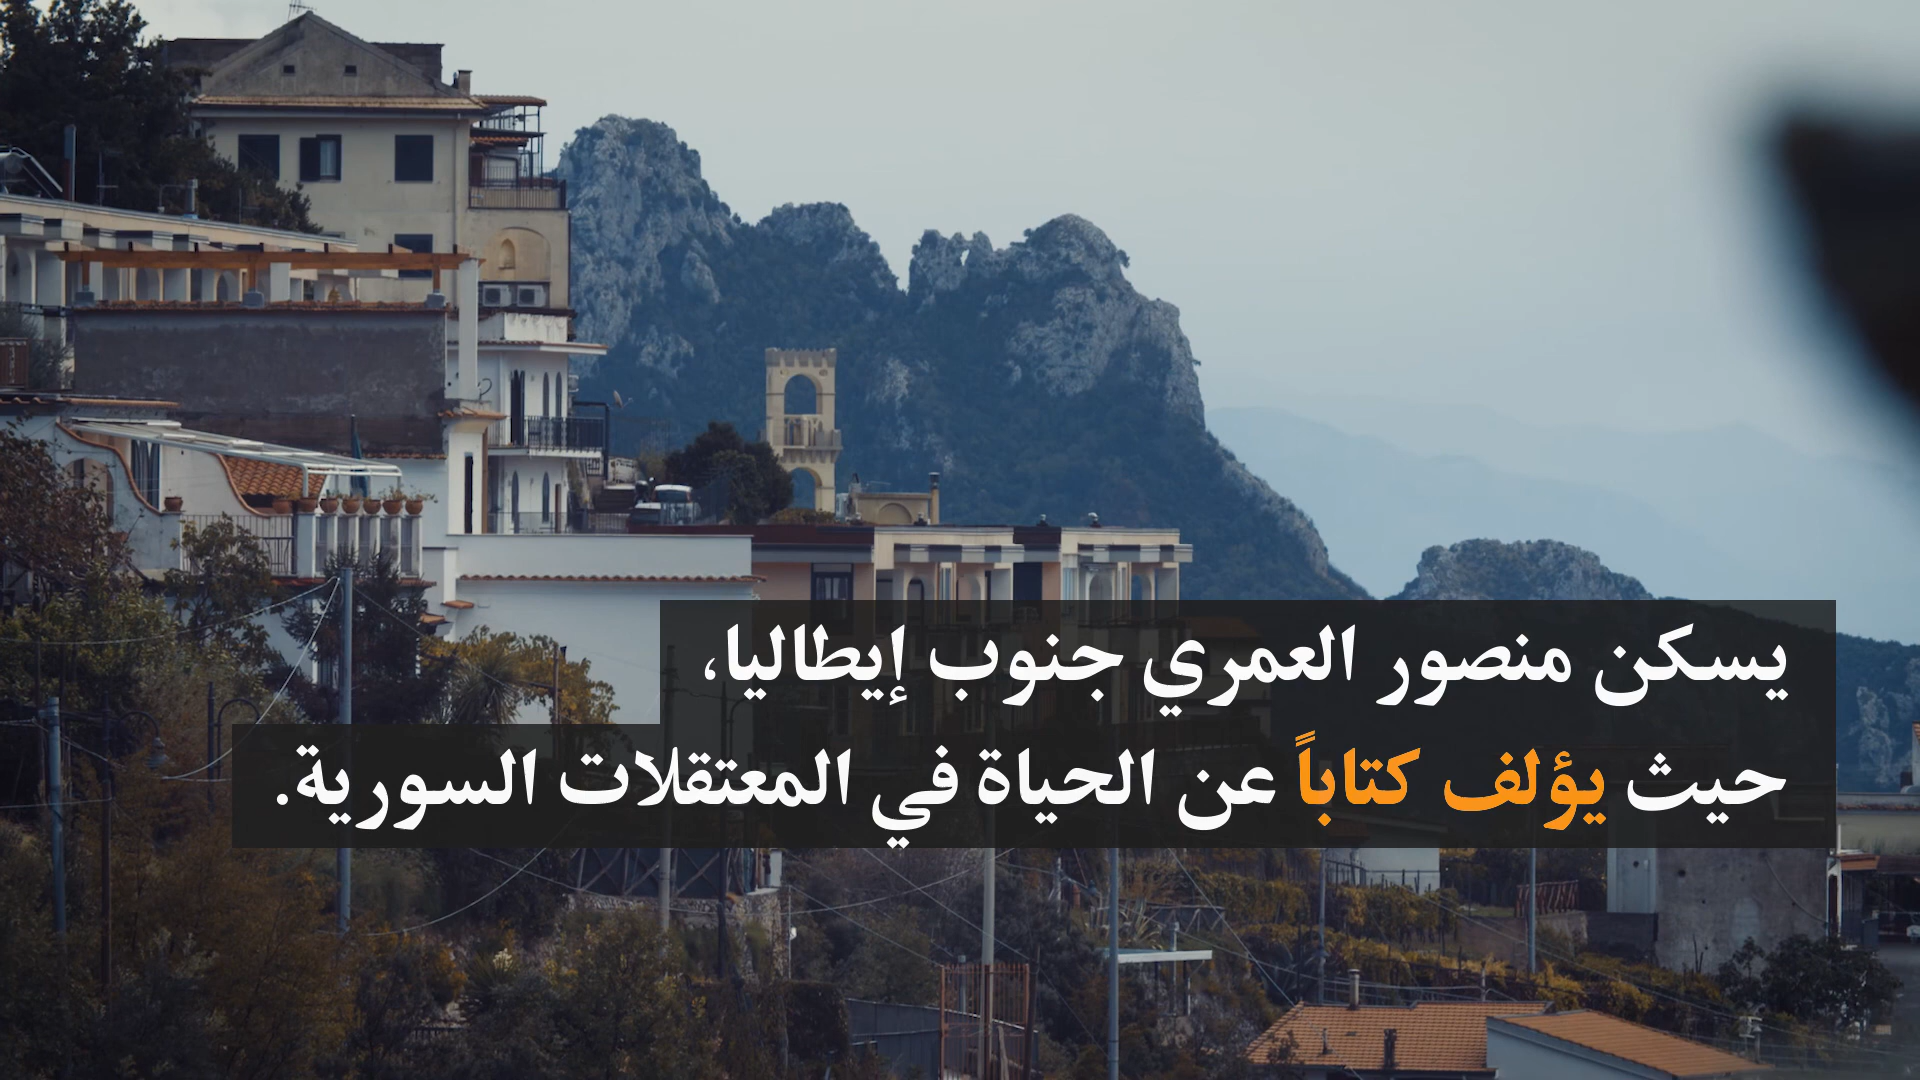 يسكن منصور العمري جنوب إيطاليا،
حيث يؤلف كتاباً عن الحياة في المعتقلات السورية.